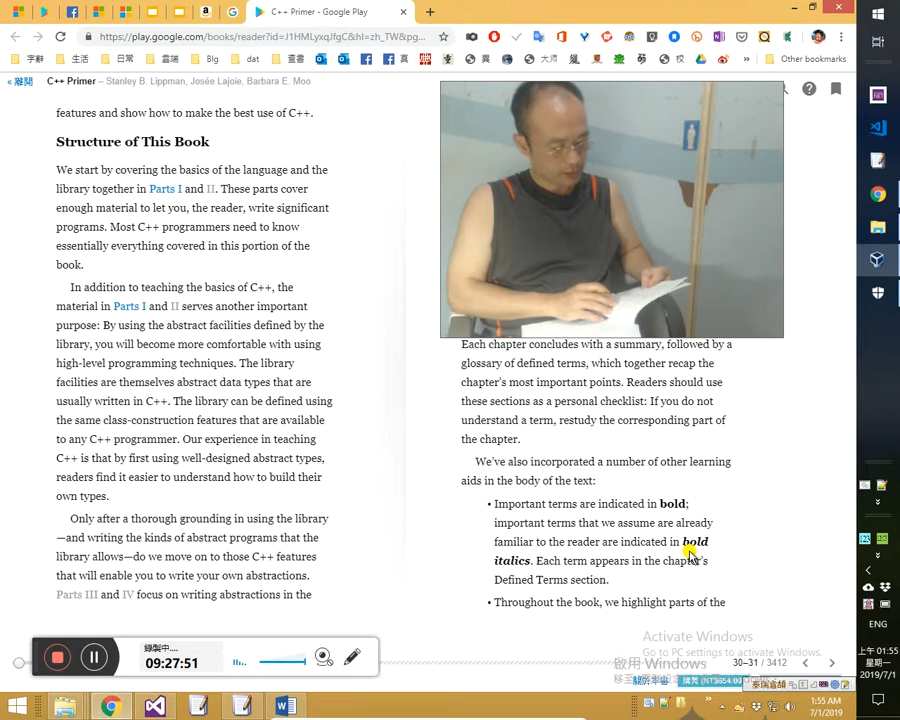 C++ Primer - Google Play
https://play.google.com/books/reader?id=J1HMLyxqJfgC&hl=zh_TW&pg...
字辭 生活 日常 雲端 Blg dat 查書 異 大师 校 Other bookmarks
« 離開 C++ Primer – Stanley B. Lippman, Josée Lajoie, Barbara E. Moo
features and show how to make the best use of C++.
Structure of This Book
We start by covering the basics of the language and the
library together in Parts I and II. These parts cover
enough material to let you, the reader, write significant
programs. Most C++ programmers need to know
essentially everything covered in this portion of the
book.
In addition to teaching the basics of C++, the
material in Parts I and II serves another important
purpose: By using the abstract facilities defined by the
library, you will become more comfortable with using
high-level programming techniques. The library
facilities are themselves abstract data types that are
usually written in C++. The library can be defined using
the same class-construction features that are available
to any C++ programmer. Our experience in teaching
C++ is that by first using well-designed abstract types,
readers find it easier to understand how to build their
own types.
Only after a thorough grounding in using the library
—and writing the kinds of abstract programs that the
library allows—do we move on to those C++ features
that will enable you to write your own abstractions.
Parts III and IV focus on writing abstractions in the
Each chapter concludes with a summary, followed by a
glossary of defined terms, which together recap the
chapter's most important points. Readers should use
these sections as a personal checklist: If you do not
understand a term, restudy the corresponding part of
the chapter.
We've also incorporated a number of other learning
aids in the body of the text:
• Important terms are indicated in bold;
important terms that we assume are already
familiar to the reader are indicated in bold
italics. Each term appears in the chapter's
Defined Terms section.
• Throughout the book, we highlight parts of the
錄製中....
09:27:51
Activate Windows
Go to PC settings to activate Windows.
啟用 Windows
30–31 / 3412
ENG
上午 01:55
星期一
2019/7/1
1:55 AM
7/1/2019